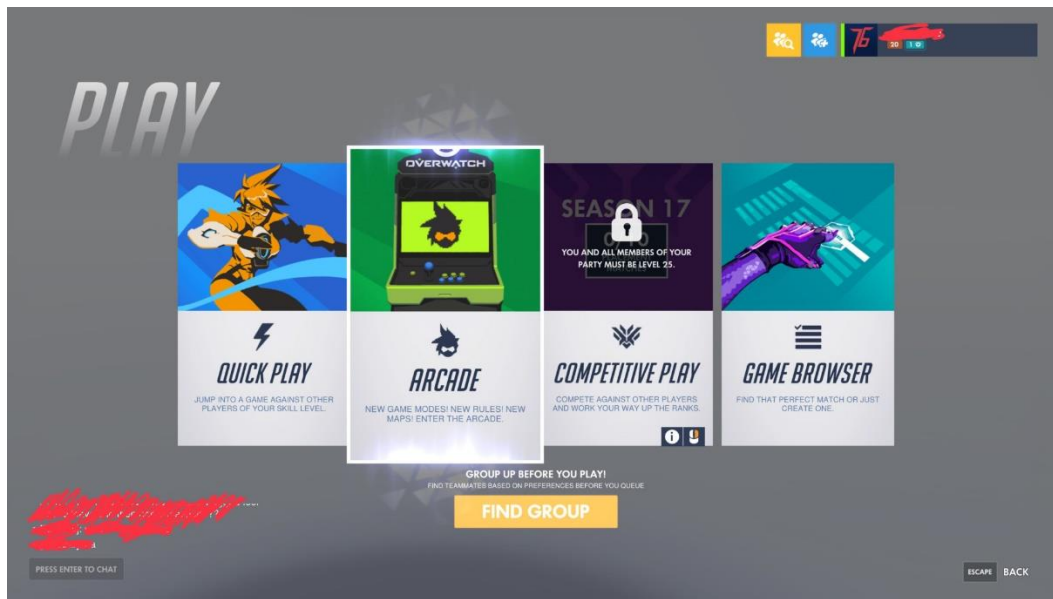 76
20 1
PLAY
OVERWATCH
SEASON 17
YOU AND ALL MEMBERS OF YOUR
PARTY MUST BE LEVEL 25.
MATCHES
QUICK PLAY
JUMP INTO A GAME AGAINST OTHER
PLAYERS OF YOUR SKILL LEVEL.
ARCADE
NEW GAME MODES! NEW RULES! NEW
MAPS! ENTER THE ARCADE.
COMPETITIVE PLAY
COMPETE AGAINST OTHER PLAYERS
AND WORK YOUR WAY UP THE RANKS.
GAME BROWSER
FIND THAT PERFECT MATCH OR JUST
CREATE ONE.
GROUP UP BEFORE YOU PLAY!
FIND TEAMMATES BASED ON PREFERENCES BEFORE YOU QUEUE
FIND GROUP
PRESS ENTER TO CHAT
ESCAPE BACK